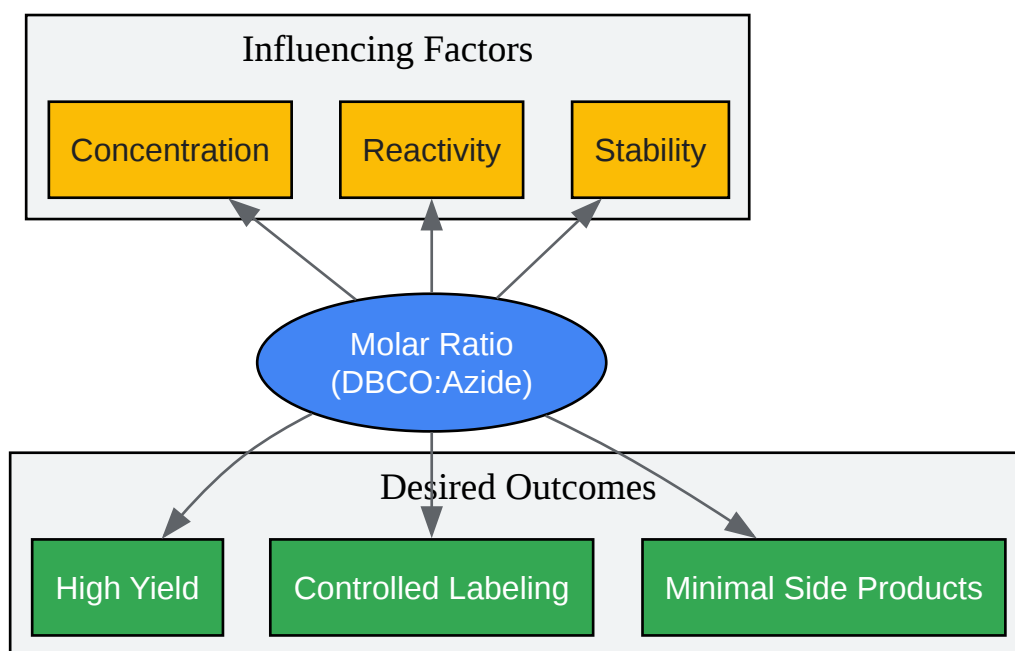 Influencing Factors
Concentration
Reactivity
Stability
Molar Ratio
(DBCO:Azide)
Desired Outcomes
High Yield
Controlled Labeling
Minimal Side Products